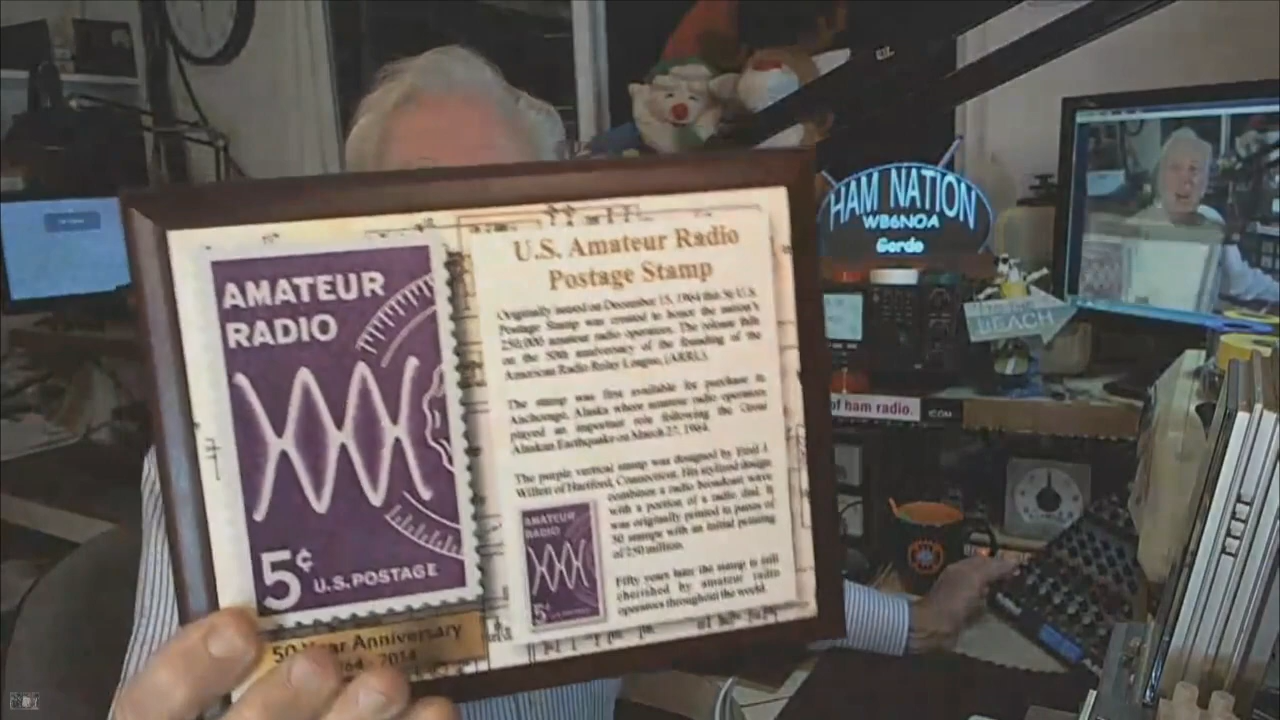 AMATEUR
RADIO
5¢
U.S. POSTAGE
50 Year Anniversary
1964 - 2014
U.S. Amateur Radio
Postage Stamp
Originally issued on December 15, 1964 this 5¢ U.S.
Postage Stamp was created to honor the nation's
250,000 amateur radio operators. The release falls
on the 50th anniversary of the founding of the
American Radio Relay League, (ARRL).
The stamp was first available for purchase in
Anchorage, Alaska where amateur radio operators
played an important role following the Great
Alaskan Earthquake on March 27, 1964.
The purple vertical stamp was designed by Emil J.
Willett of Hartford, Connecticut. His stylized design
combines a radio broadcast wave
with a portion of a radio dial. It
was originally printed in panes of
50 stamps with an initial printing
of 250 million.
Fifty years later the stamp is still
cherished by amateur radio
operators throughout the world.
AMATEUR
RADIO
5¢
HAM NATION
WB6NOA
Gordo
BEACH
of ham radio.
ICOM